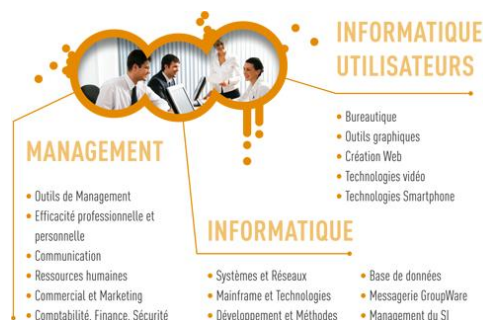 INFORMATIQUE
UTILISATEURS
• Bureautique
• Outils graphiques
• Création Web
• Technologies vidéo
• Technologies Smartphone
MANAGEMENT
• Outils de Management
• Efficacité professionnelle et
personnelle
• Communication
• Ressources humaines
• Commercial et Marketing
• Comptabilité, Finance, Sécurité
INFORMATIQUE
• Systèmes et Réseaux
• Mainframe et Technologies
• Développement et Méthodes
• Base de données
• Messagerie GroupWare
• Management du SI